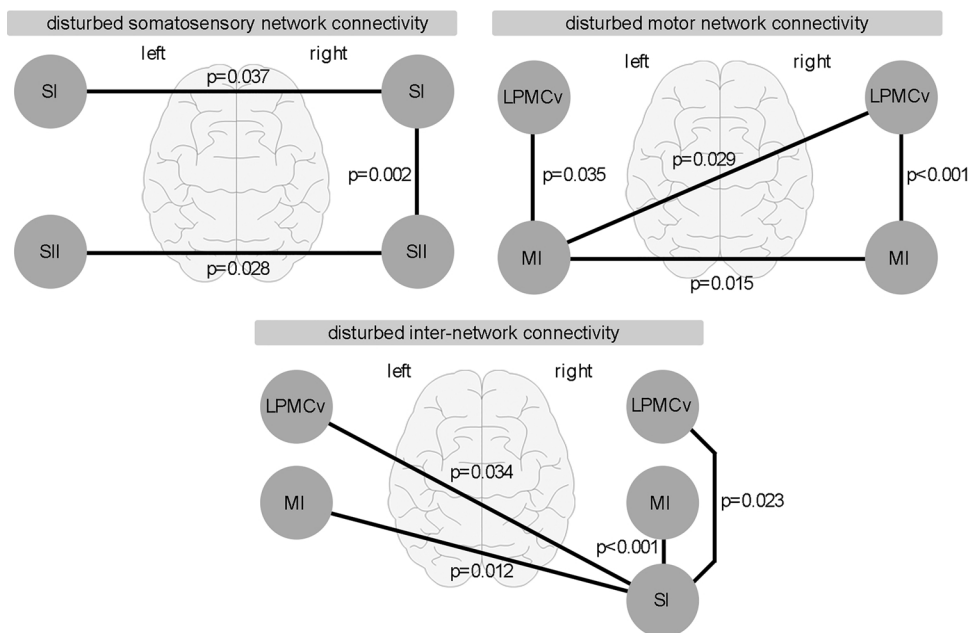 disturbed somatosensory network connectivity
left right
SI p=0.037 SI
p=0.002
SII p=0.028 SII
disturbed motor network connectivity
left right
LPMCv LPMCv
p=0.029
p=0.035 p<0.001
MI MI
p=0.015
disturbed inter-network connectivity
left right
LPMCv LPMCv
p=0.034
MI MI p=0.023
p<0.001
p=0.012
SI